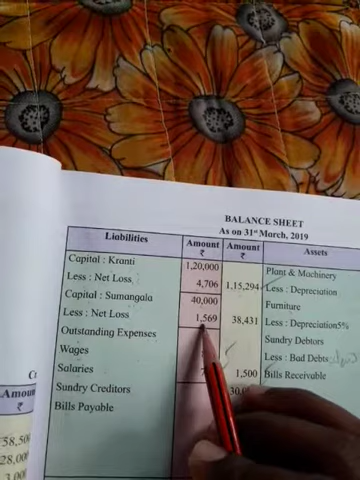 BALANCE SHEET
As on 31st March, 2019
Liabilities Amount ₹ Amount ₹ Assets
Capital : Kranti 1,20,000 Plant & Machinery
Less : Net Loss 4,706 1,15,294 Less : Depreciation
Capital : Sumangala 40,000 Furniture
Less : Net Loss 1,569 38,431 Less : Depreciation5%
Outstanding Expenses Sundry Debtors
Wages Less : Bad Debts
Salaries 1,500 Bills Receivable
Sundry Creditors
Bills Payable
Amoun
58,50
28,000